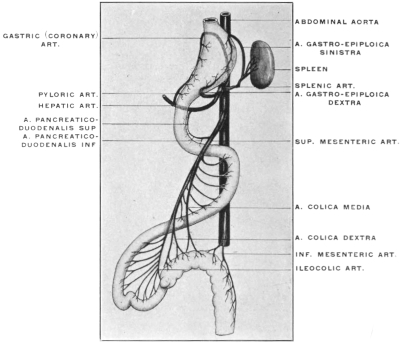 GASTRIC (CORONARY)
ART.
PYLORIC ART.
HEPATIC ART.
A. PANCREATICO-
DUODENALIS SUP
A. PANCREATICO-
DUODENALIS INF
ABDOMINAL AORTA
A. GASTRO-EPIPLOICA
SINISTRA
SPLEEN
SPLENIC ART.
A. GASTRO-EPIPLOICA
DEXTRA
SUP. MESENTERIC ART.
A. COLICA MEDIA
A. COLICA DEXTRA
INF. MESENTERIC ART.
ILEOCOLIC ART.